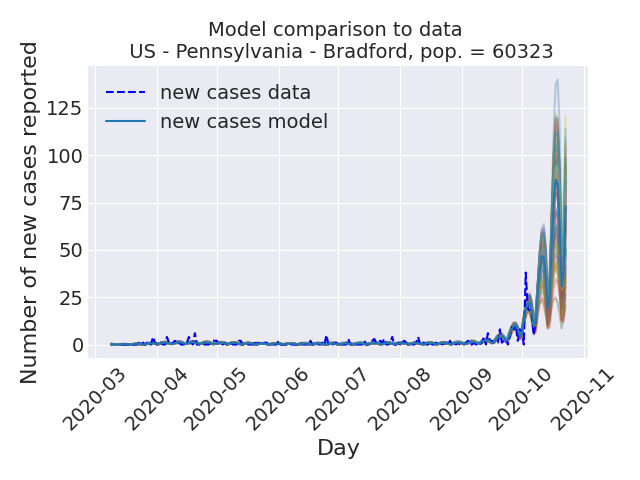 Model comparison to data
US - Pennsylvania - Bradford, pop. = 60323
Number of new cases reported
125
100
75
50
25
0
new cases data
new cases model
2020-03
2020-04
2020-05
2020-06
2020-07
2020-08
2020-09
2020-10
2020-11
Day